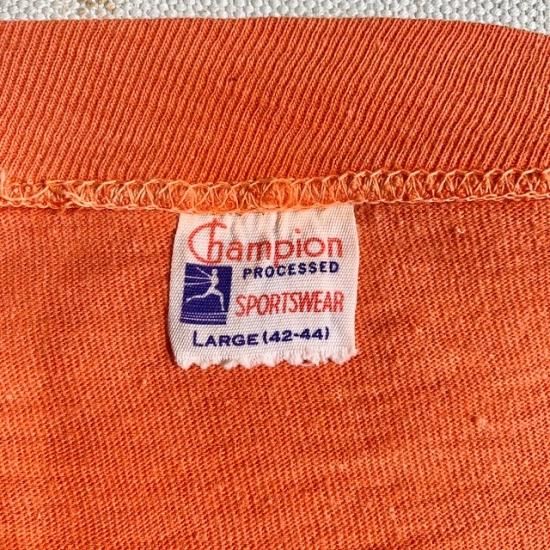 Champion
PROCESSED
SPORTSWEAR
LARGE (42-44)